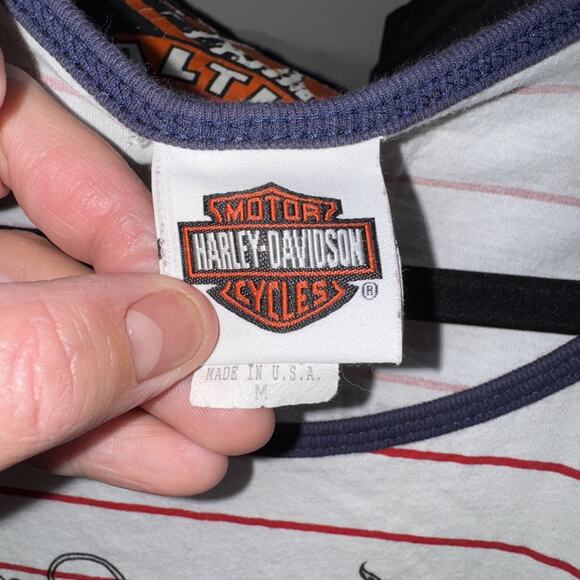 MOTOR
HARLEY-DAVIDSON
CYCLES
®
MADE IN U.S.A.
M